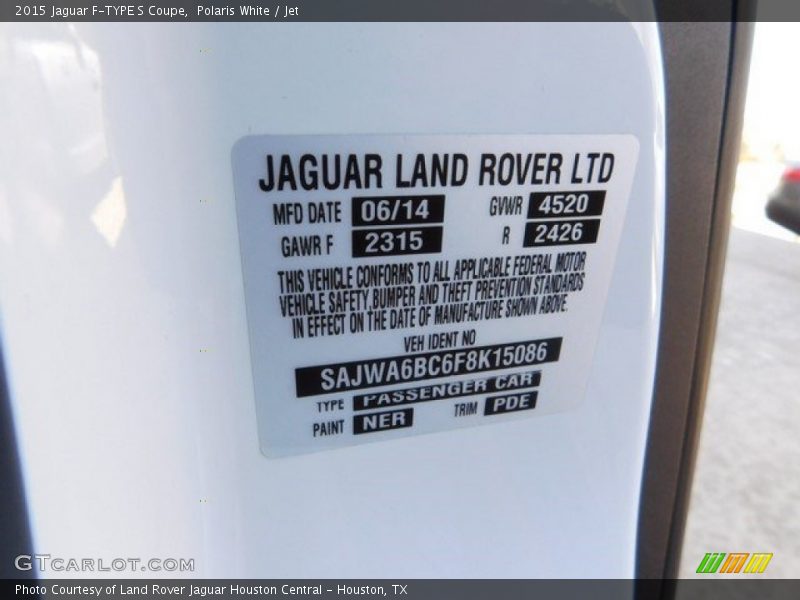 2015 Jaguar F-TYPE S Coupe, Polaris White / Jet
JAGUAR LAND ROVER LTD
MFD DATE 06/14 GVWR 4520
GAWR F 2315 R 2426
THIS VEHICLE CONFORMS TO ALL APPLICABLE FEDERAL MOTOR
VEHICLE SAFETY, BUMPER AND THEFT PREVENTION STANDARDS
IN EFFECT ON THE DATE OF MANUFACTURE SHOWN ABOVE.
VEH IDENT NO
SAJWA6BC6F8K15086
TYPE PASSENGER CAR
PAINT NER TRIM PDE
GTCARLOT.COM
Photo Courtesy of Land Rover Jaguar Houston Central - Houston, TX